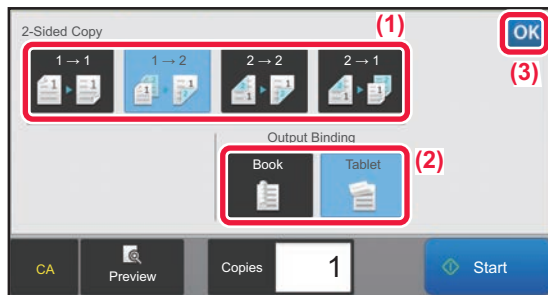 2-Sided Copy
(1)
OK
1 → 1
1 → 2
2 → 2
2 → 1
(3)
Output Binding
Book
Tablet
(2)
CA
Preview
Copies
1
Start